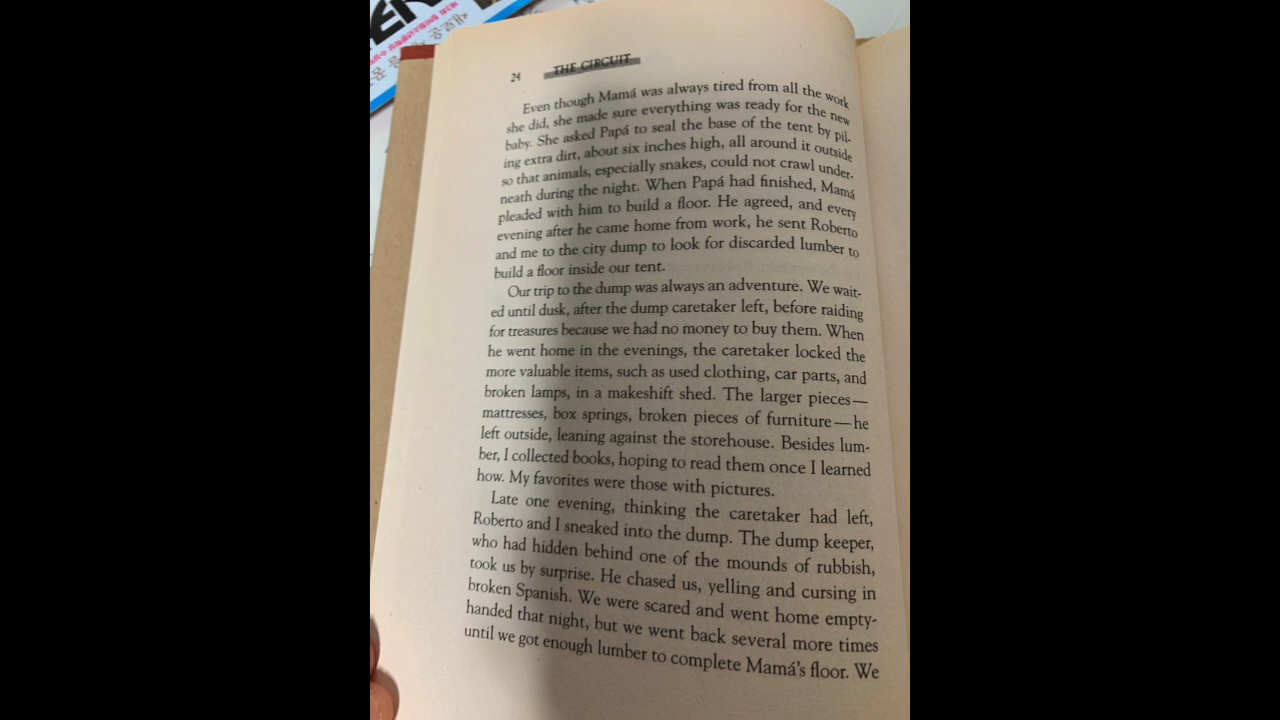 24 THE CIRCUIT
Even though Mamá was always tired from all the work
she did, she made sure everything was ready for the new
baby. She asked Papá to seal the base of the tent by pil-
ing extra dirt, about six inches high, all around it outside
so that animals, especially snakes, could not crawl under-
neath during the night. When Papá had finished, Mamá
pleaded with him to build a floor. He agreed, and every
evening after he came home from work, he sent Roberto
and me to the city dump to look for discarded lumber to
build a floor inside our tent.
Our trip to the dump was always an adventure. We wait-
ed until dusk, after the dump caretaker left, before raiding
for treasures because we had no money to buy them. When
he went home in the evenings, the caretaker locked the
more valuable items, such as used clothing, car parts, and
broken lamps, in a makeshift shed. The larger pieces—
mattresses, box springs, broken pieces of furniture—he
left outside, leaning against the storehouse. Besides lum-
ber, I collected books, hoping to read them once I learned
how. My favorites were those with pictures.
Late one evening, thinking the caretaker had left,
Roberto and I sneaked into the dump. The dump keeper,
who had hidden behind one of the mounds of rubbish,
took us by surprise. He chased us, yelling and cursing in
broken Spanish. We were scared and went home empty-
handed that night, but we went back several more times
until we got enough lumber to complete Mamá's floor. We